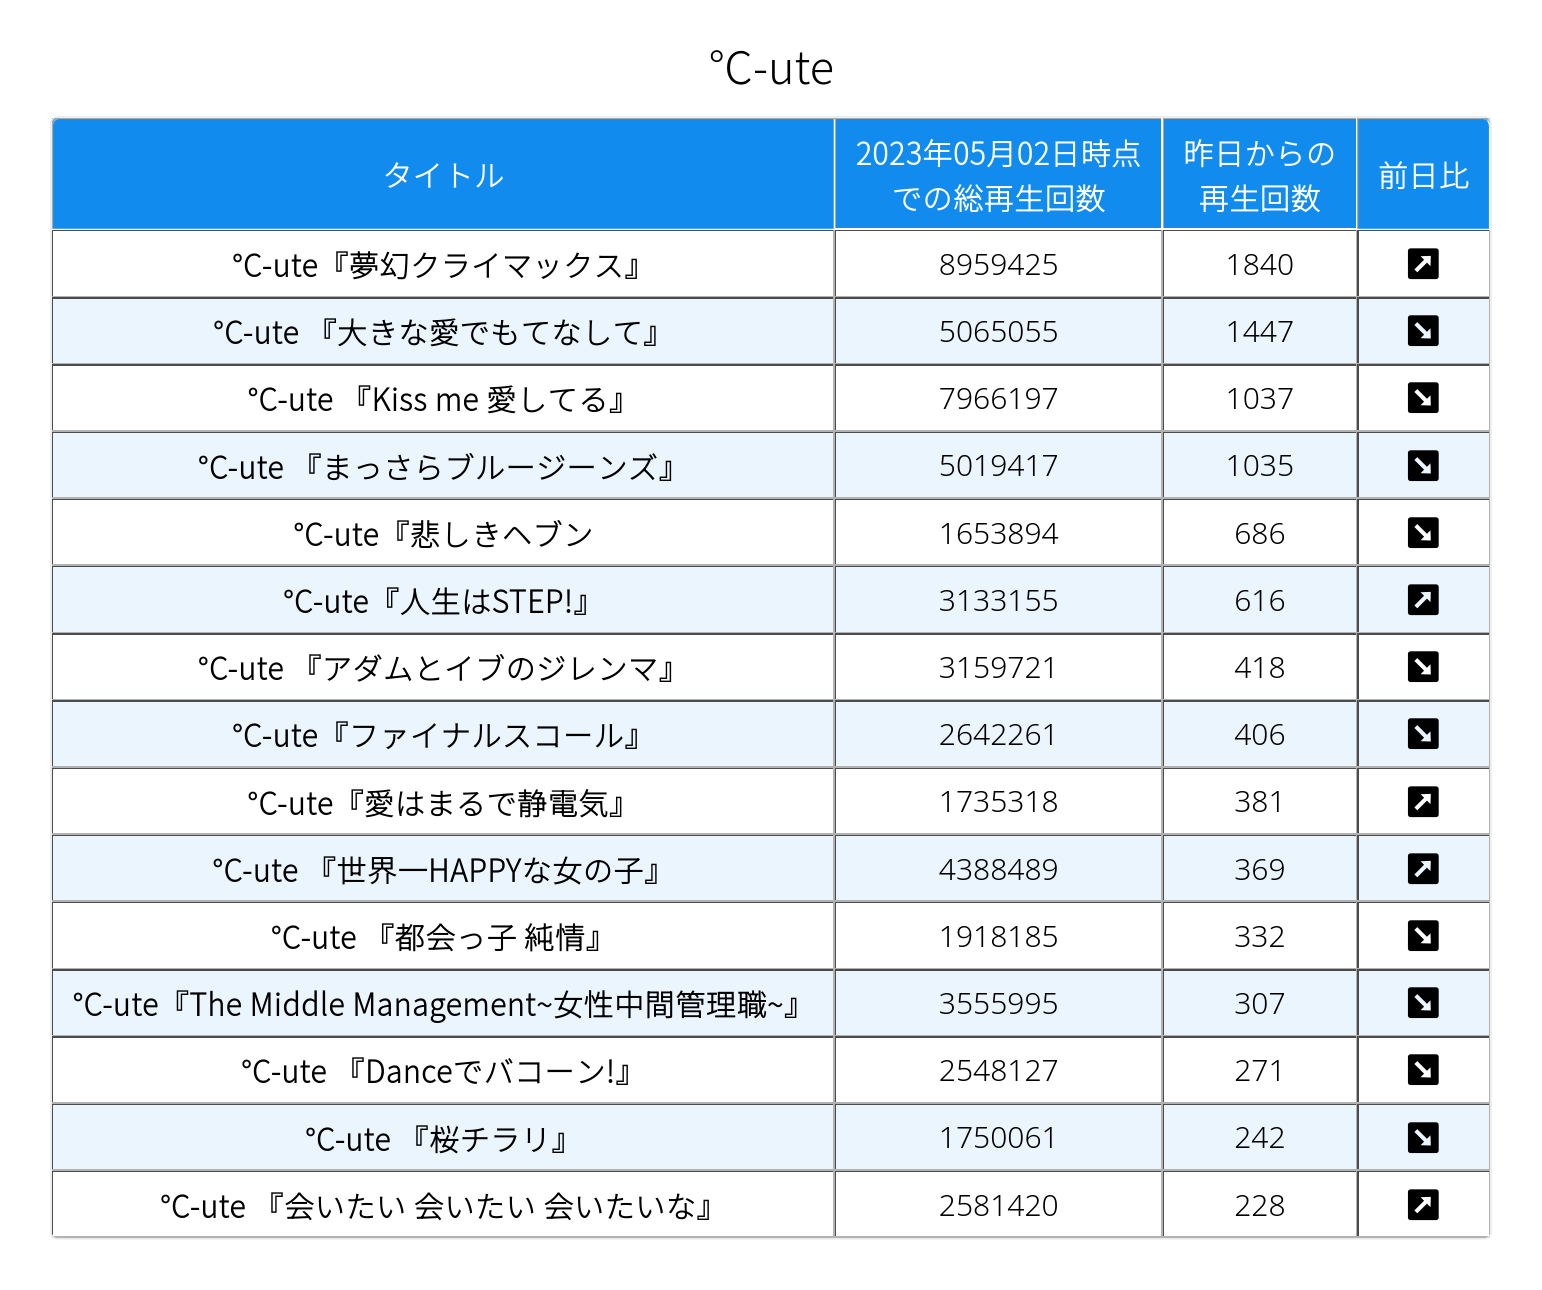 ℃-ute
タイトル
2023年05月02日時点
での総再生回数
昨日からの
再生回数
前日比
℃-ute『夢幻クライマックス』 8959425 1840
℃-ute 『大きな愛でもてなして』 5065055 1447
℃-ute 『Kiss me 愛してる』 7966197 1037
℃-ute 『まっさらブルージーンズ』 5019417 1035
℃-ute『悲しきヘブン 1653894 686
℃-ute『人生はSTEP!』 3133155 616
℃-ute 『アダムとイブのジレンマ』 3159721 418
℃-ute『ファイナルスコール』 2642261 406
℃-ute『愛はまるで静電気』 1735318 381
℃-ute 『世界一HAPPYな女の子』 4388489 369
℃-ute 『都会っ子 純情』 1918185 332
℃-ute『The Middle Management~女性中間管理職~』 3555995 307
℃-ute 『Danceでバコーン!』 2548127 271
℃-ute 『桜チラリ』 1750061 242
℃-ute 『会いたい 会いたい 会いたいな』 2581420 228